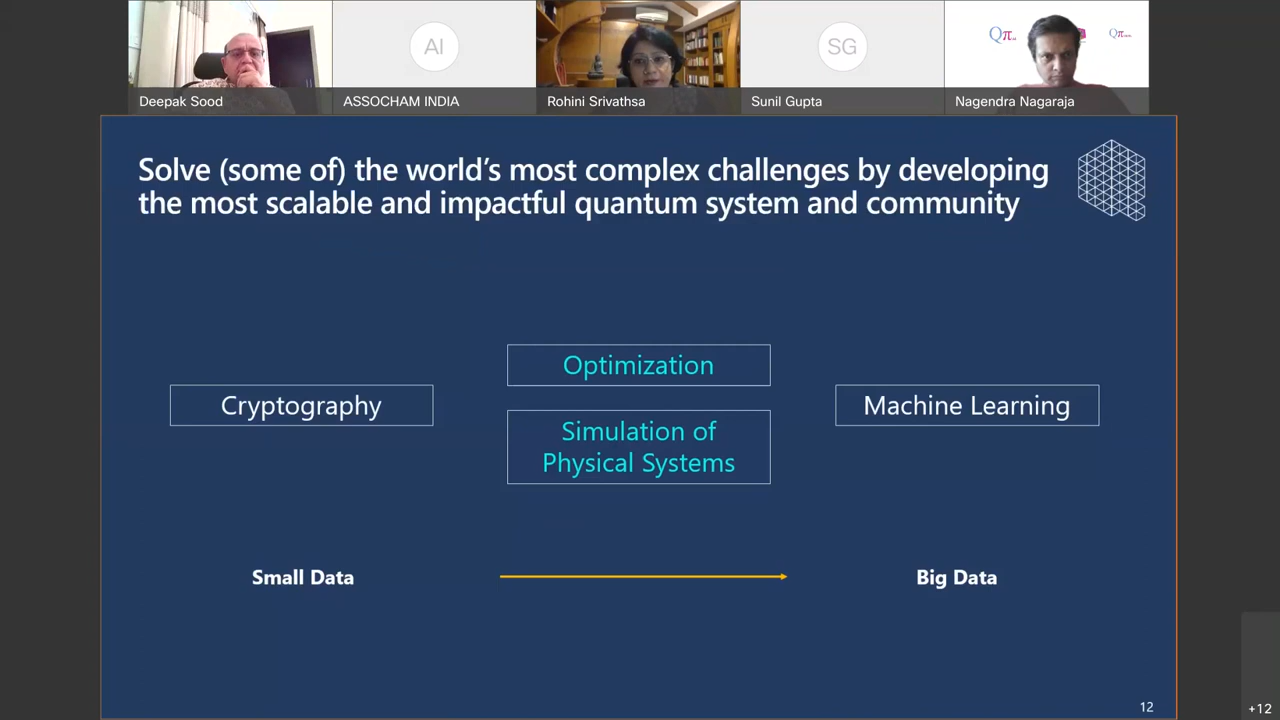 AI
SG
Qπ
Qπ
Deepak Sood
ASSOCHAM INDIA
Rohini Srivathsa
Sunil Gupta
Nagendra Nagaraja
Solve (some of) the world's most complex challenges by developing
the most scalable and impactful quantum system and community
Optimization
Cryptography
Machine Learning
Simulation of
Physical Systems
Small Data
Big Data
12
+12